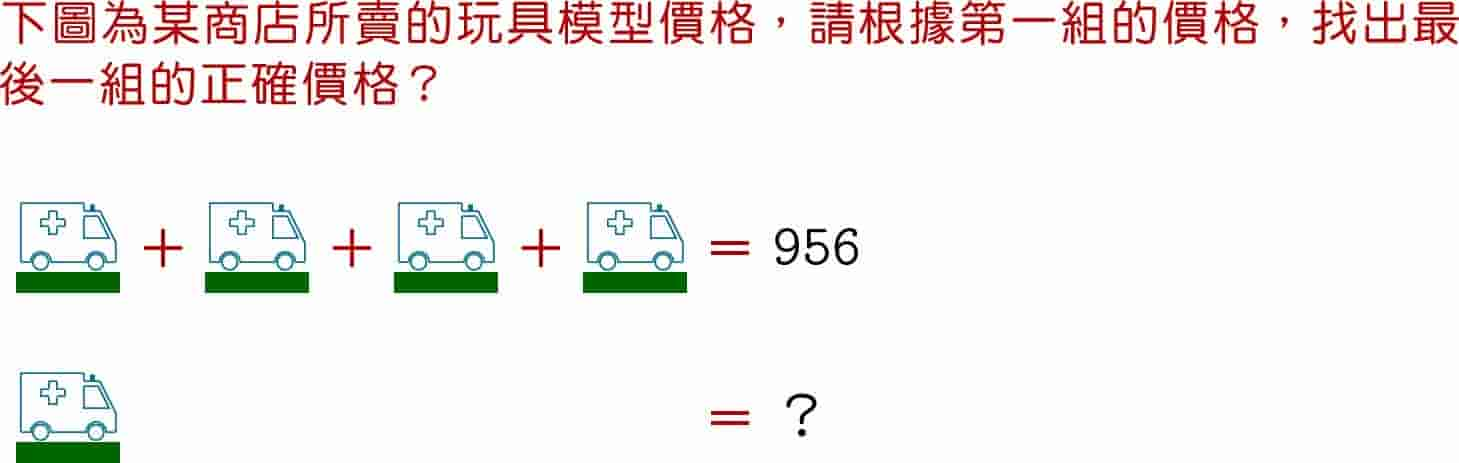 下圖為某商店所賣的玩具模型價格，請根據第一組的價格，找出最
後一組的正確價格？
+ + + = 956
= ?